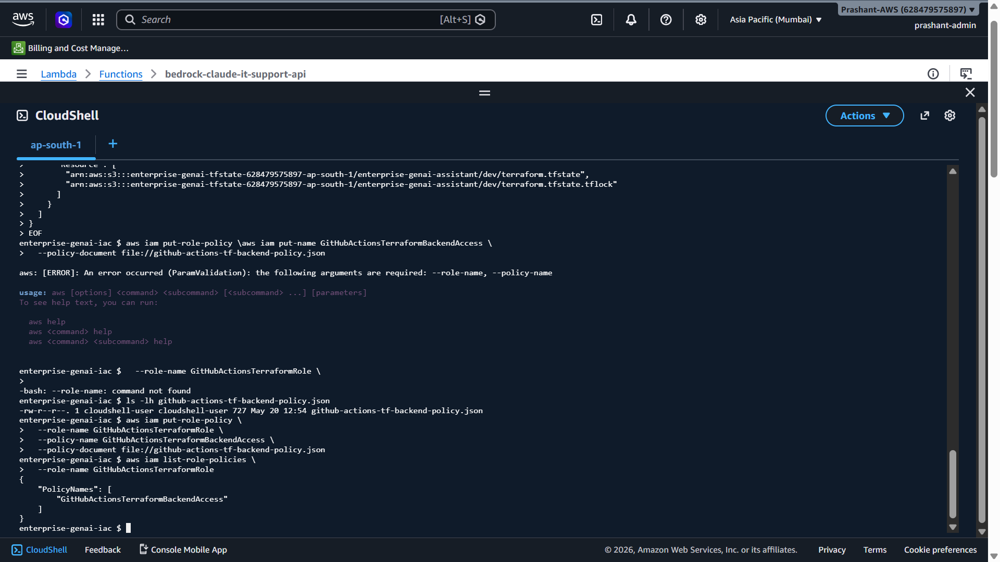 aws
Search
[Alt+S]
Asia Pacific (Mumbai) ▼
Prashant-AWS (628479575897) ▼
prashant-admin
Billing and Cost Manage...
Lambda > Functions > bedrock-claude-it-support-api
CloudShell
Actions ▼
ap-south-1
+
>       "Resource": [
>         "arn:aws:s3:::enterprise-genai-tfstate-628479575897-ap-south-1/enterprise-genai-assistant/dev/terraform.tfstate",
>         "arn:aws:s3:::enterprise-genai-tfstate-628479575897-ap-south-1/enterprise-genai-assistant/dev/terraform.tfstate.tflock"
>       ]
>     }
>   ]
> }
> EOF
enterprise-genai-iac $ aws iam put-role-policy \aws iam put-name GitHubActionsTerraformBackendAccess \
>   --policy-document file://github-actions-tf-backend-policy.json
aws: [ERROR]: An error occurred (ParamValidation): the following arguments are required: --role-name, --policy-name
usage: aws [options] <command> <subcommand> [<subcommand> ...] [parameters]
To see help text, you can run:
  aws help
  aws <command> help
  aws <command> <subcommand> help
enterprise-genai-iac $   --role-name GitHubActionsTerraformRole \
>
-bash: --role-name: command not found
enterprise-genai-iac $ ls -lh github-actions-tf-backend-policy.json
-rw-r--r--. 1 cloudshell-user cloudshell-user 727 May 20 12:54 github-actions-tf-backend-policy.json
enterprise-genai-iac $ aws iam put-role-policy \
>   --role-name GitHubActionsTerraformRole \
>   --policy-name GitHubActionsTerraformBackendAccess \
>   --policy-document file://github-actions-tf-backend-policy.json
enterprise-genai-iac $ aws iam list-role-policies \
>   --role-name GitHubActionsTerraformRole
{
    "PolicyNames": [
        "GitHubActionsTerraformBackendAccess"
    ]
}
enterprise-genai-iac $
CloudShell
Feedback
Console Mobile App
© 2026, Amazon Web Services, Inc. or its affiliates.
Privacy
Terms
Cookie preferences